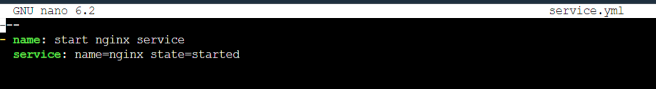 GNU nano 6.2 service.yml
---
- name: start nginx service
  service: name=nginx state=started